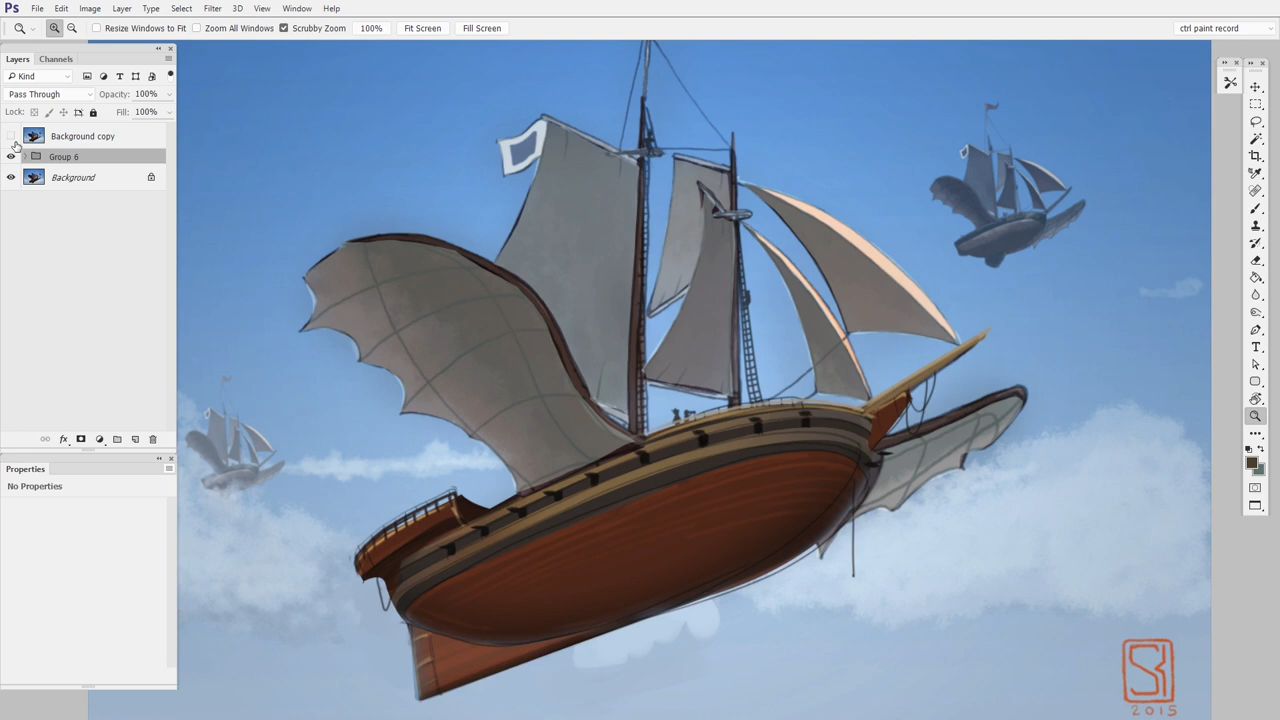 Ps File Edit Image Layer Type Select Filter 3D View Window Help
Resize Windows to Fit Zoom All Windows Scrubby Zoom 100% Fit Screen Fill Screen ctrl paint record
Layers Channels
Kind
Pass Through Opacity: 100%
Lock: Fill: 100%
Background copy
Group 6
Background
fx
Properties
No Properties
SR
2015